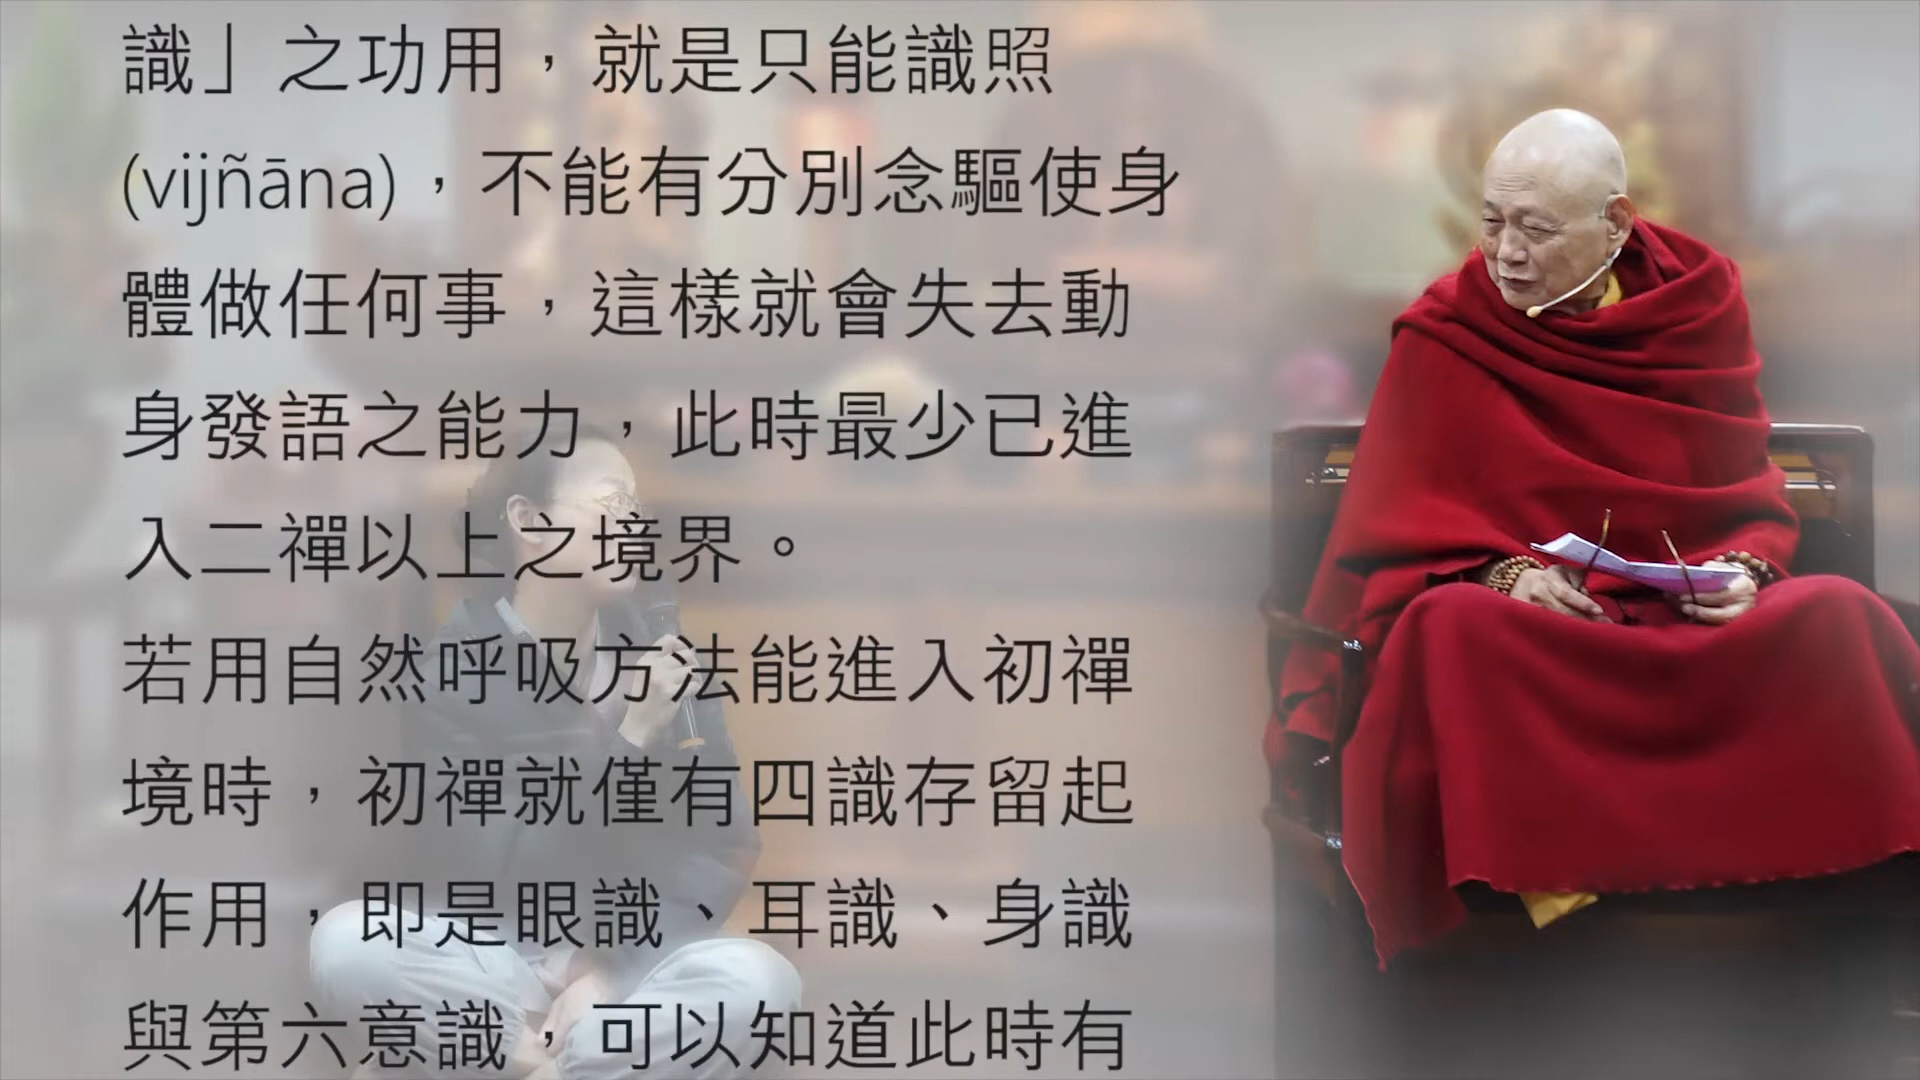 識」之功用，就是只能識照
(vijñāna)，不能有分別念驅使身
體做任何事，這樣就會失去動
身發語之能力，此時最少已進
入二禪以上之境界。
若用自然呼吸方法能進入初禪
境時，初禪就僅有四識存留起
作用，即是眼識、耳識、身識
與第六意識，可以知道此時有